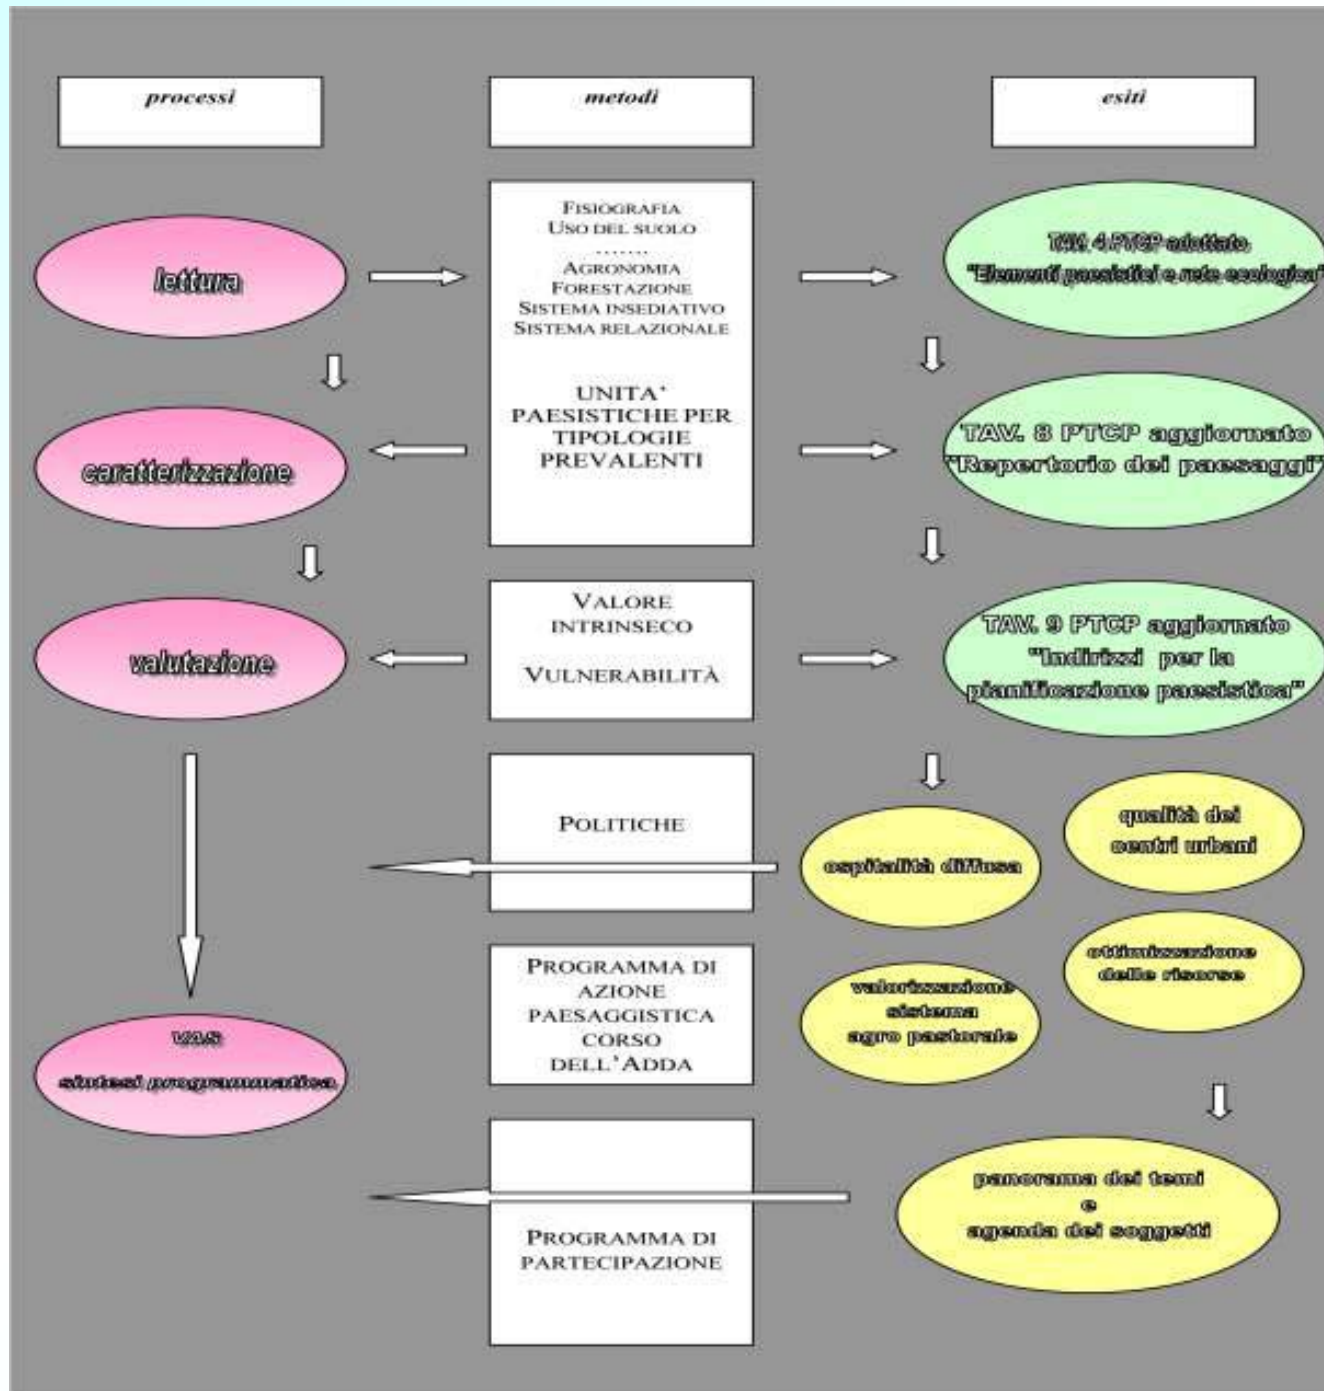 processi
metodi
esiti
lettura
FISIOGRAFIA
USO DEL SUOLO
.......
AGRONOMIA
FORESTAZIONE
SISTEMA INSEDIATIVO
SISTEMA RELAZIONALE
UNITA'
PAESISTICHE PER
TIPOLOGIE
PREVALENTI
TAV. 4 PTCP adottato
"Elementi paesistici e rete ecologica"
caratterizzazione
TAV. 8 PTCP aggiornato
"Repertorio dei paesaggi"
valutazione
VALORE
INTRINSECO
VULNERABILITÀ
TAV. 9 PTCP aggiornato
"Indirizzi per la
pianificazione paesistica"
POLITICHE
ospitalità diffusa
qualità dei
centri urbani
valorizzazione
sistema
agro pastorale
ottimizzazione
delle risorse
PROGRAMMA DI
AZIONE
PAESAGGISTICA
CORSO
DELL'ADDA
VAS
sintesi programmatica
PROGRAMMA DI
PARTECIPAZIONE
panorama dei temi
e
agenda dei soggetti